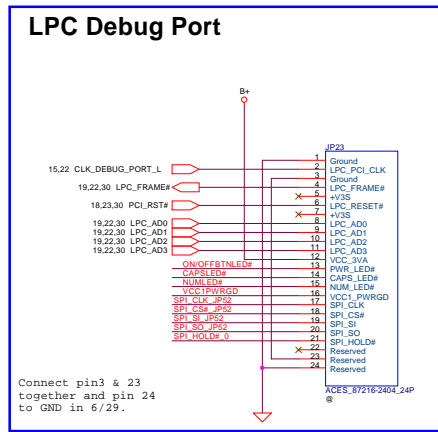 LPC Debug Port
B+
JP23
1 Ground
15,22 CLK_DEBUG_PORT_L 2 LPC_PCI_CLK
3 Ground
19,22,30 LPC_FRAME# 4 LPC_FRAME#
5 +V3S
18,23,30 PCI_RST# 6 LPC_RESET#
7 +V3S
19,22,30 LPC_AD0 8 LPC_AD0
19,22,30 LPC_AD1 9 LPC_AD1
19,22,30 LPC_AD2 10 LPC_AD2
19,22,30 LPC_AD3 11 LPC_AD3
12 VCC_3VA
ON/OFFBTNLED# 13 PWR_LED#
CAPSLED# 14 CAPS_LED#
NUMLED# 15 NUM_LED#
VCC1PWRGD 16 VCC1_PWRGD
SPI_CLK_JP52 17 SPI_CLK
SPI_CS#_JP52 18 SPI_CS#
SPI_SI_JP52 19 SPI_SI
SPI_SO_JP52 20 SPI_SO
SPI_HOLD#_0 21 SPI_HOLD#
22 Reserved
23 Reserved
24 Reserved
ACES_87216-2404_24P
@
Connect pin3 & 23
together and pin 24
to GND in 6/29.